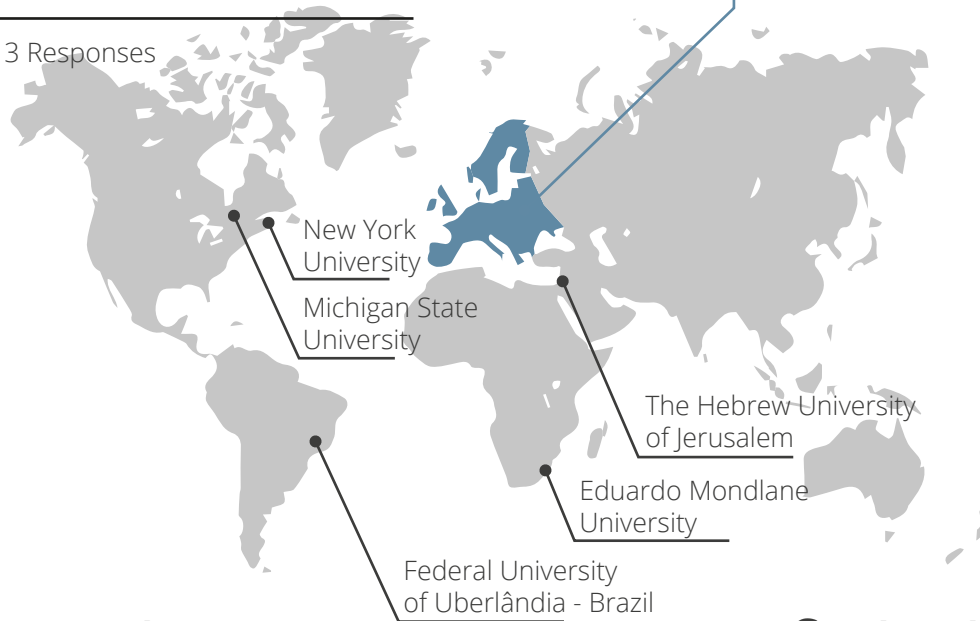 3 Responses
New York
University
Michigan State
University
The Hebrew University
of Jerusalem
Eduardo Mondlane
University
Federal University
of Uberlândia - Brazil